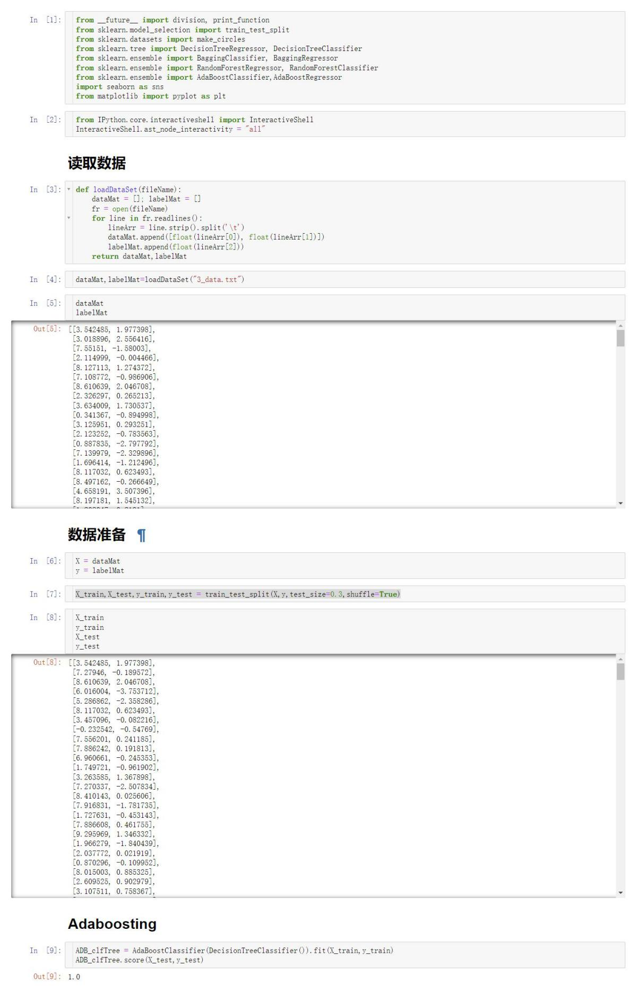 In [1]: from __future__ import division, print_function
from sklearn.model_selection import train_test_split
from sklearn.datasets import make_circles
from sklearn.tree import DecisionTreeRegressor, DecisionTreeClassifier
from sklearn.ensemble import BaggingClassifier, BaggingRegressor
from sklearn.ensemble import RandomForestRegressor, RandomForestClassifier
from sklearn.ensemble import AdaBoostClassifier,AdaBoostRegressor
import seaborn as sns
from matplotlib import pyplot as plt
In [2]: from IPython.core.interactiveshell import InteractiveShell
InteractiveShell.ast_node_interactivity = "all"
读取数据
In [3]: def loadDataSet(fileName):
dataMat = []; labelMat = []
fr = open(fileName)
for line in fr.readlines():
lineArr = line.strip().split('\t')
dataMat.append([float(lineArr[0]), float(lineArr[1])])
labelMat.append(float(lineArr[2]))
return dataMat,labelMat
In [4]: dataMat,labelMat=loadDataSet("3_data.txt")
In [5]: dataMat
labelMat
Out[5]: [[3.542485, 1.977398],
[3.018896, 2.556416],
[7.55151, -1.58003],
[2.114999, -0.004466],
[8.127113, 1.274372],
[7.108772, -0.986906],
[8.610639, 2.046708],
[2.326297, 0.265213],
[3.634009, 1.730537],
[0.341367, -0.894998],
[3.125951, 0.293251],
[2.123252, -0.783563],
[0.887835, -2.797792],
[7.139979, -2.329896],
[1.696414, -1.212496],
[8.117032, 0.623493],
[8.497162, -0.266649],
[4.658191, 3.507396],
[8.197181, 1.545132],
数据准备 ¶
In [6]: X = dataMat
y = labelMat
In [7]: X_train,X_test,y_train,y_test = train_test_split(X,y,test_size=0.3,shuffle=True)
In [8]: X_train
y_train
X_test
y_test
Out[8]: [[3.542485, 1.977398],
[7.27946, -0.189572],
[8.610639, 2.046708],
[6.016004, -3.753712],
[5.286862, -2.358286],
[8.117032, 0.623493],
[3.457096, -0.082216],
[-0.232542, -0.54769],
[7.556201, 0.241185],
[7.886242, 0.191813],
[6.960661, -0.245353],
[1.749721, -0.961902],
[3.263585, 1.367898],
[7.270337, -2.507834],
[8.410143, 0.025606],
[7.916831, -1.781735],
[1.727631, -0.453143],
[7.886608, 0.461755],
[9.295969, 1.346332],
[1.966279, -1.840439],
[2.037772, 0.021919],
[0.870296, -0.109952],
[8.015003, 0.885325],
[2.609525, 0.902979],
[3.107511, 0.758367],
Adaboosting
In [9]: ADB_clfTree = AdaBoostClassifier(DecisionTreeClassifier()).fit(X_train,y_train)
ADB_clfTree.score(X_test,y_test)
Out[9]: 1.0